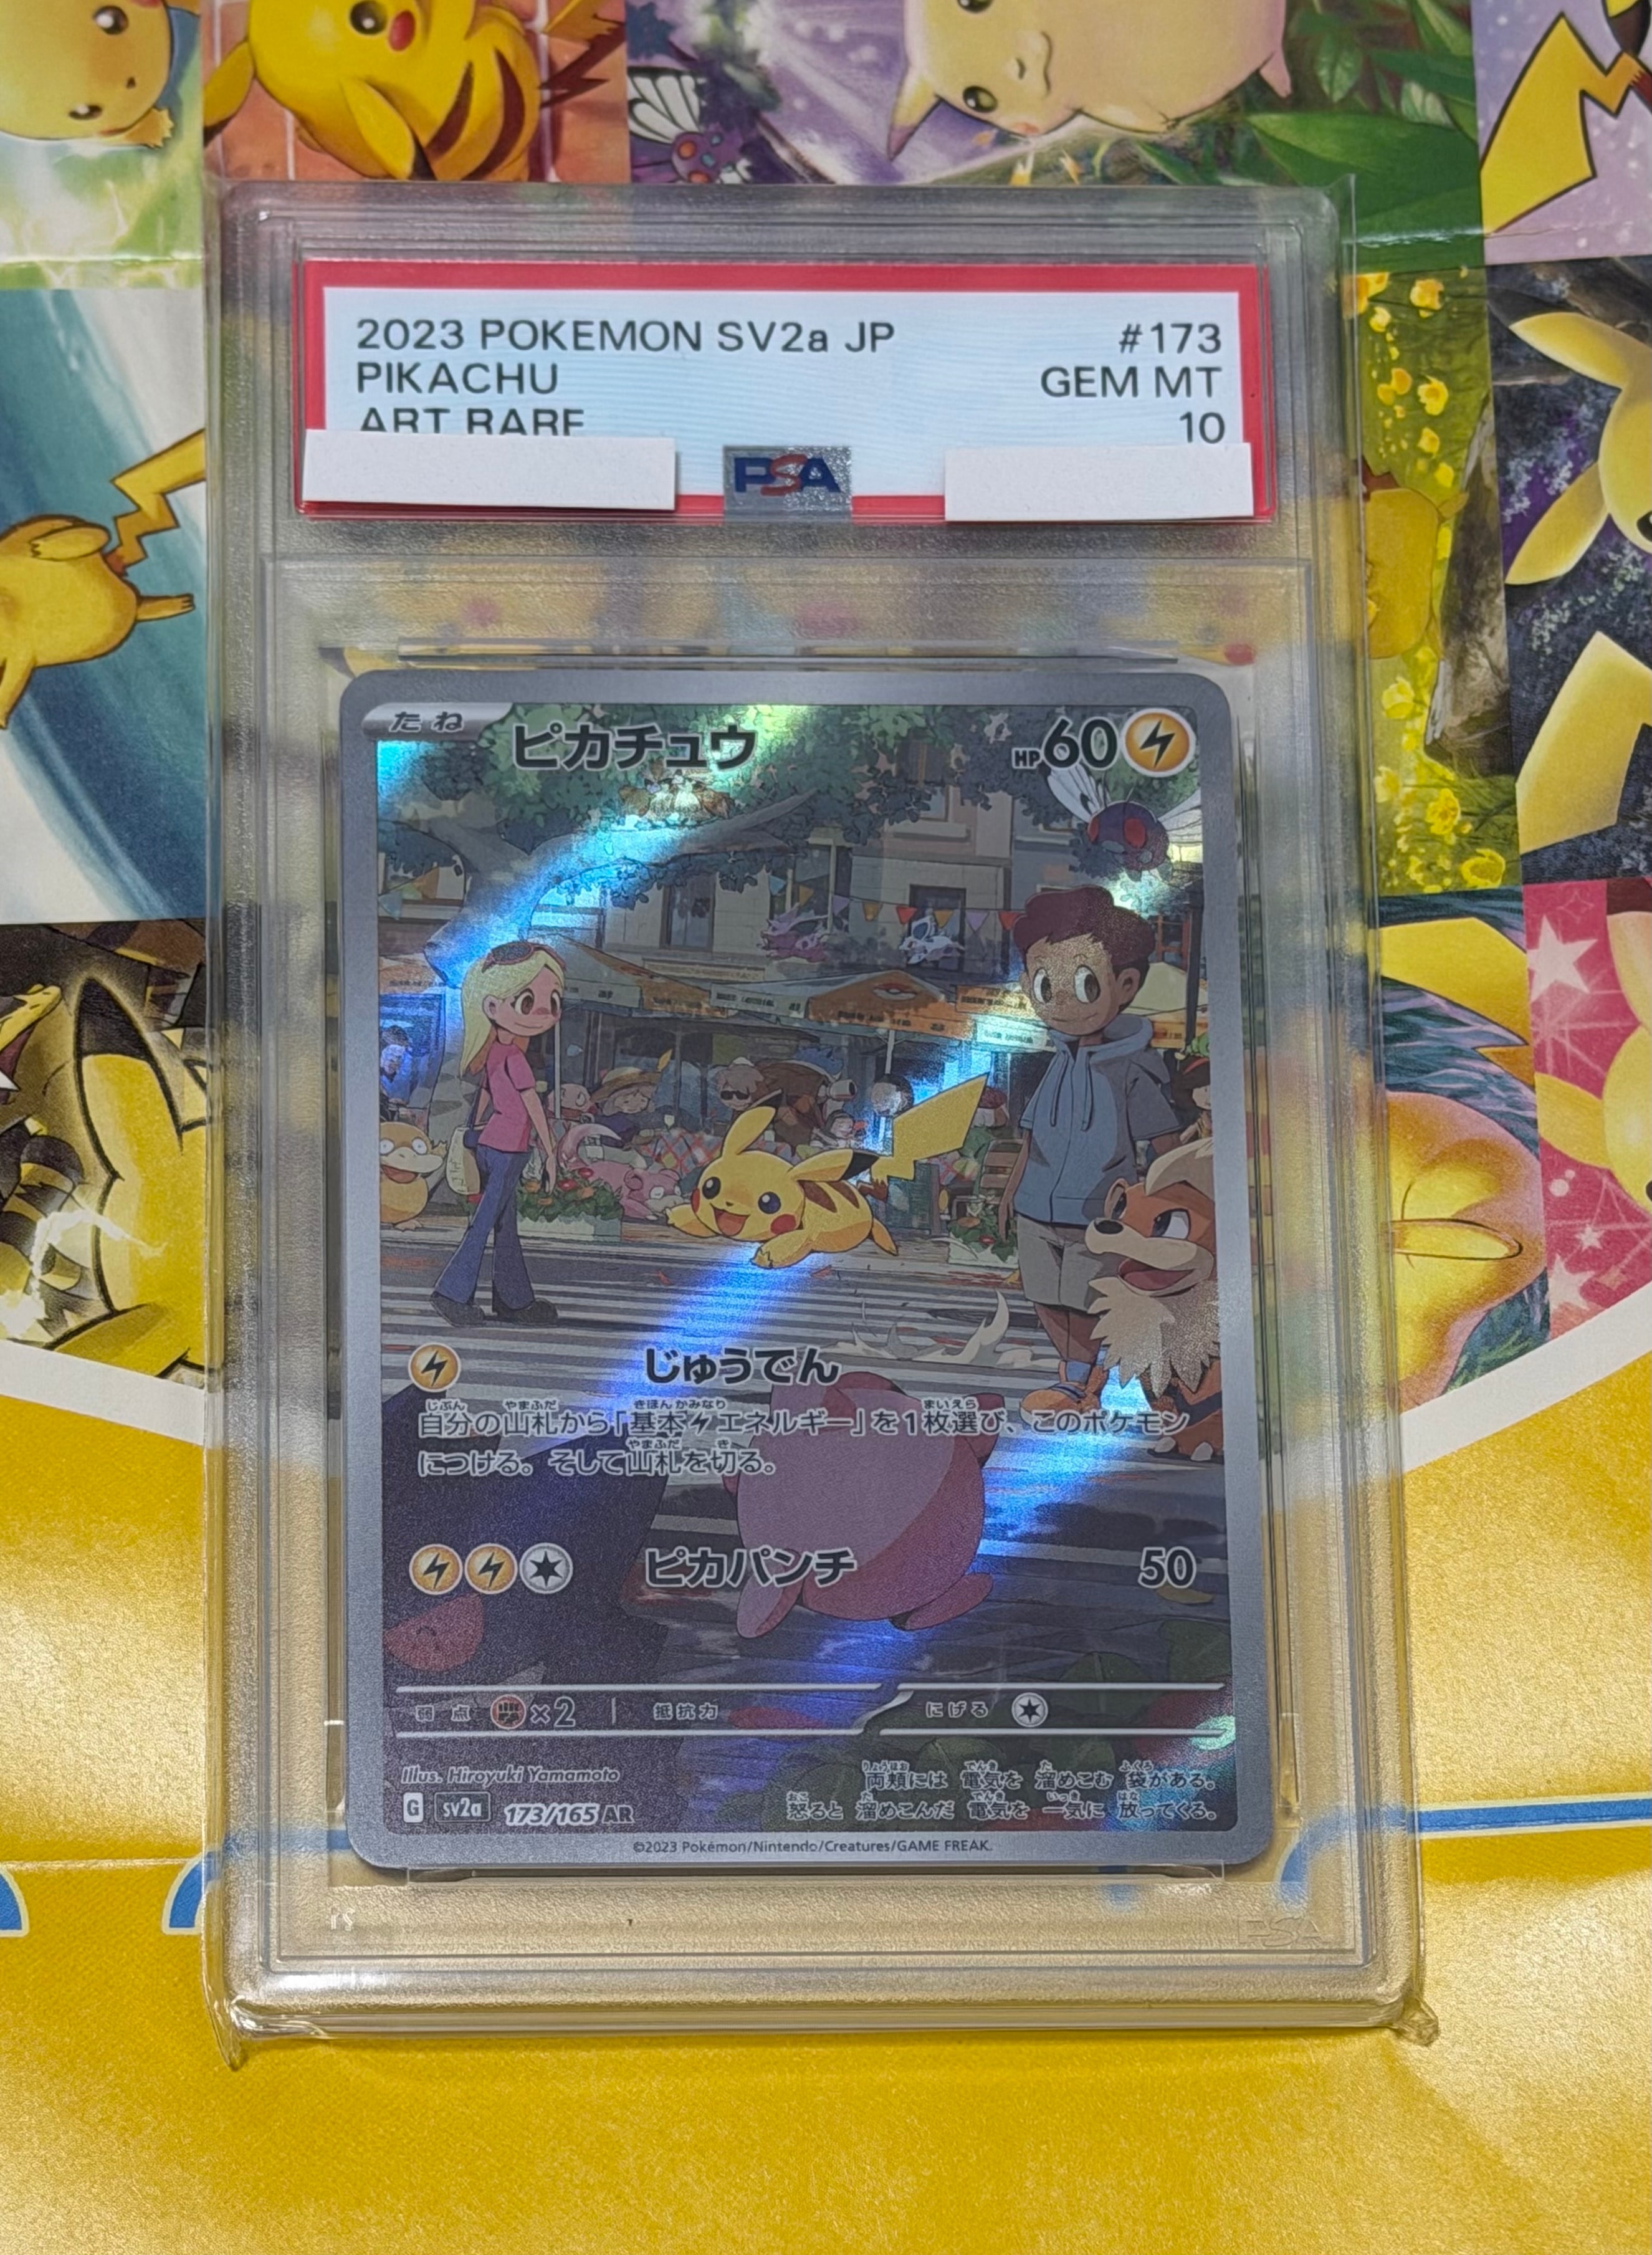 2023 POKEMON SV2a JP #173
PIKACHU GEM MT
ART RARE 10
PSA
たね ピカチュウ HP60
じゅうでん
自分の山札から「基本エネルギー」を1枚選び、このポケモン
につける。そして山札を切る。
ピカパンチ 50
弱点 ×2 抵抗力 にげる
Illus. Hiroyuki Yamamoto
両頬には 電気を 溜めこむ 袋がある。
怒ると 溜めこんだ 電気を 一気に 放ってくる。
G sv2a 173/165 AR
©2023 Pokémon/Nintendo/Creatures/GAME FREAK.
PSA